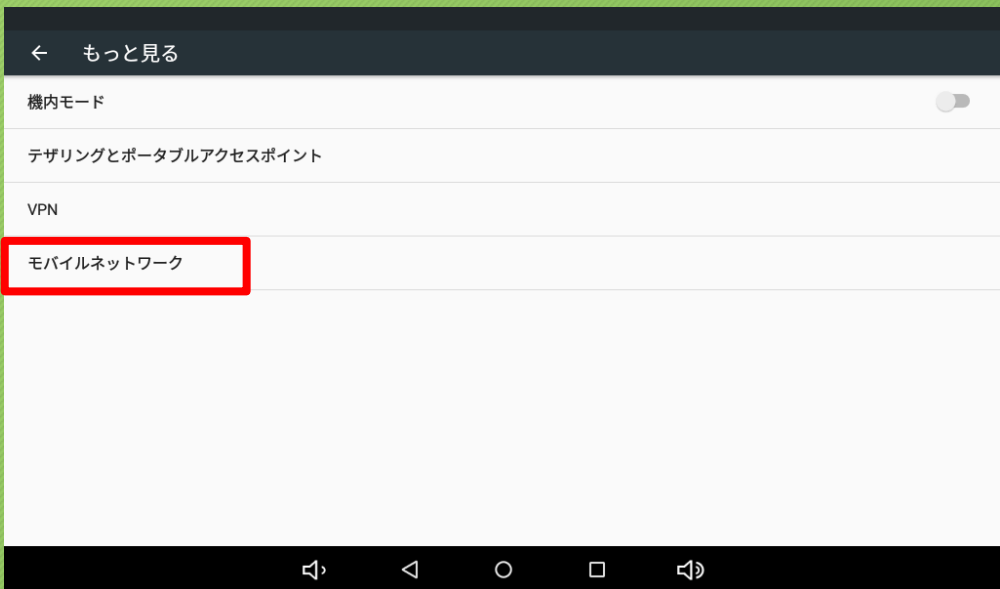 もっと見る
機内モード
テザリングとポータブルアクセスポイント
VPN
モバイルネットワーク